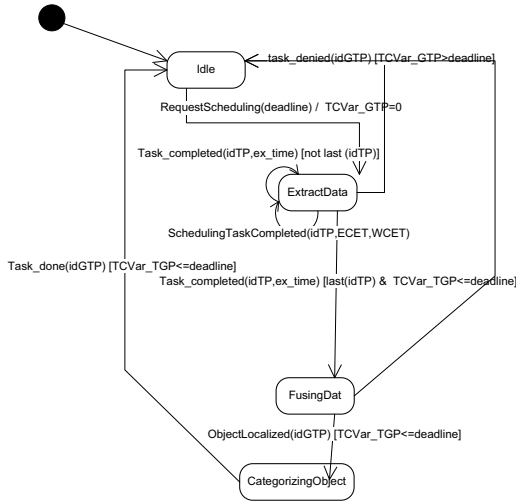 task_denied(idGTP) [TCVar_GTP>deadline]
Idle
RequestScheduling(deadline) / TCVar_GTP=0
Task_completed(idTP,ex_time) [not last (idTP)]
ExtractData
SchedulingTaskCompleted(idTP,ECET,WCET)
Task_done(idGTP) [TCVar_TGP<=deadline]
Task_completed(idTP,ex_time) [last(idTP) & TCVar_TGP<=deadline]
FusingDat
ObjectLocalized(idGTP) [TCVar_TGP<=deadline]
CategorizingObject